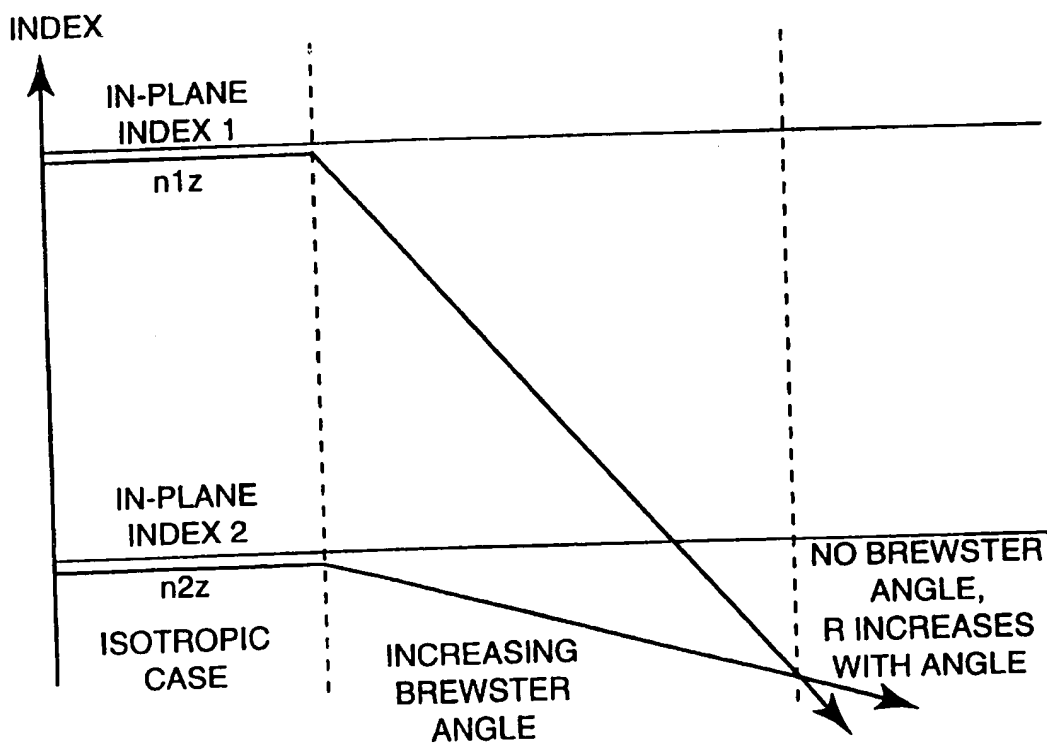 INDEX
IN-PLANE
INDEX 1
n1z
IN-PLANE
INDEX 2
n2z
ISOTROPIC
CASE
INCREASING
BREWSTER
ANGLE
NO BREWSTER
ANGLE,
R INCREASES
WITH ANGLE